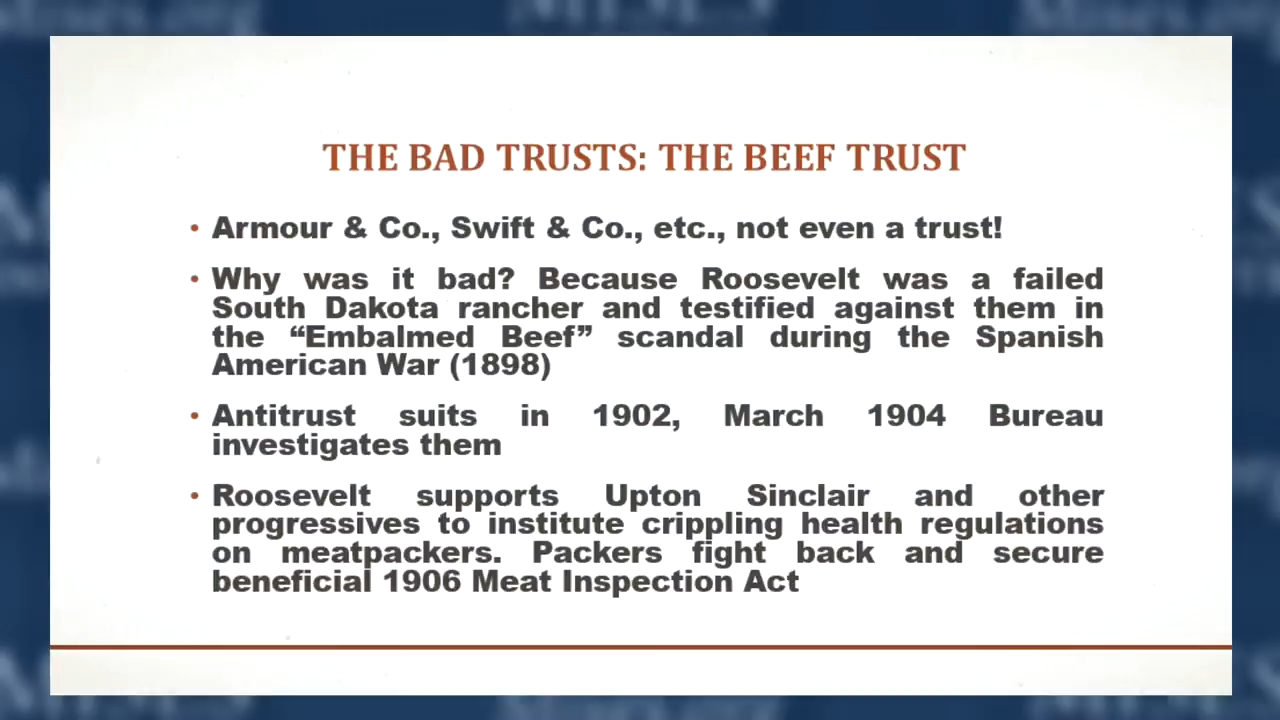 THE BAD TRUSTS: THE BEEF TRUST
• Armour & Co., Swift & Co., etc., not even a trust!
• Why was it bad? Because Roosevelt was a failed
South Dakota rancher and testified against them in
the “Embalmed Beef” scandal during the Spanish
American War (1898)
• Antitrust suits in 1902, March 1904 Bureau
investigates them
• Roosevelt supports Upton Sinclair and other
progressives to institute crippling health regulations
on meatpackers. Packers fight back and secure
beneficial 1906 Meat Inspection Act